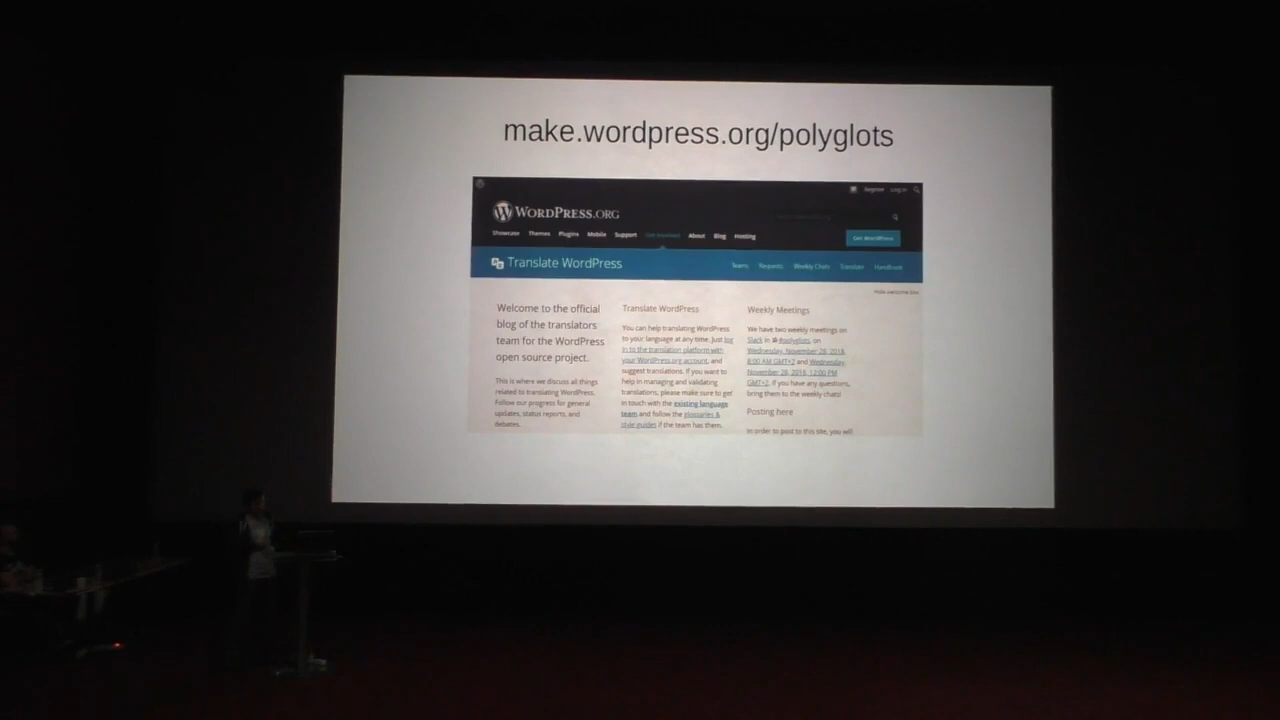 make.wordpress.org/polyglots
Register Log in
WORDPRESS.ORG
Showcase Themes Plugins Mobile Support Get Involved About Blog Hosting
Get WordPress
Translate WordPress
Teams Requests Weekly Chats Translate Handbook
Welcome to the official
blog of the translators
team for the WordPress
open source project.
This is where we discuss all things
related to translating WordPress.
Follow our progress for general
updates, status reports, and
debates.
Translate WordPress
You can help translating WordPress
to your language at any time. Just log
in to the translation platform with
your WordPress.org account, and
suggest translations. If you want to
help in managing and validating
translations, please make sure to get
in touch with the existing language
team and follow the glossaries &
style guides if the team has them.
Weekly Meetings
We have two weekly meetings on
Slack in #polyglots, on
Wednesday, November 28, 2018,
8:00 AM GMT+2 and Wednesday,
November 28, 2018, 12:00 PM
GMT+2. If you have any questions,
bring them to the weekly chats!
Posting here
In order to post to this site, you will